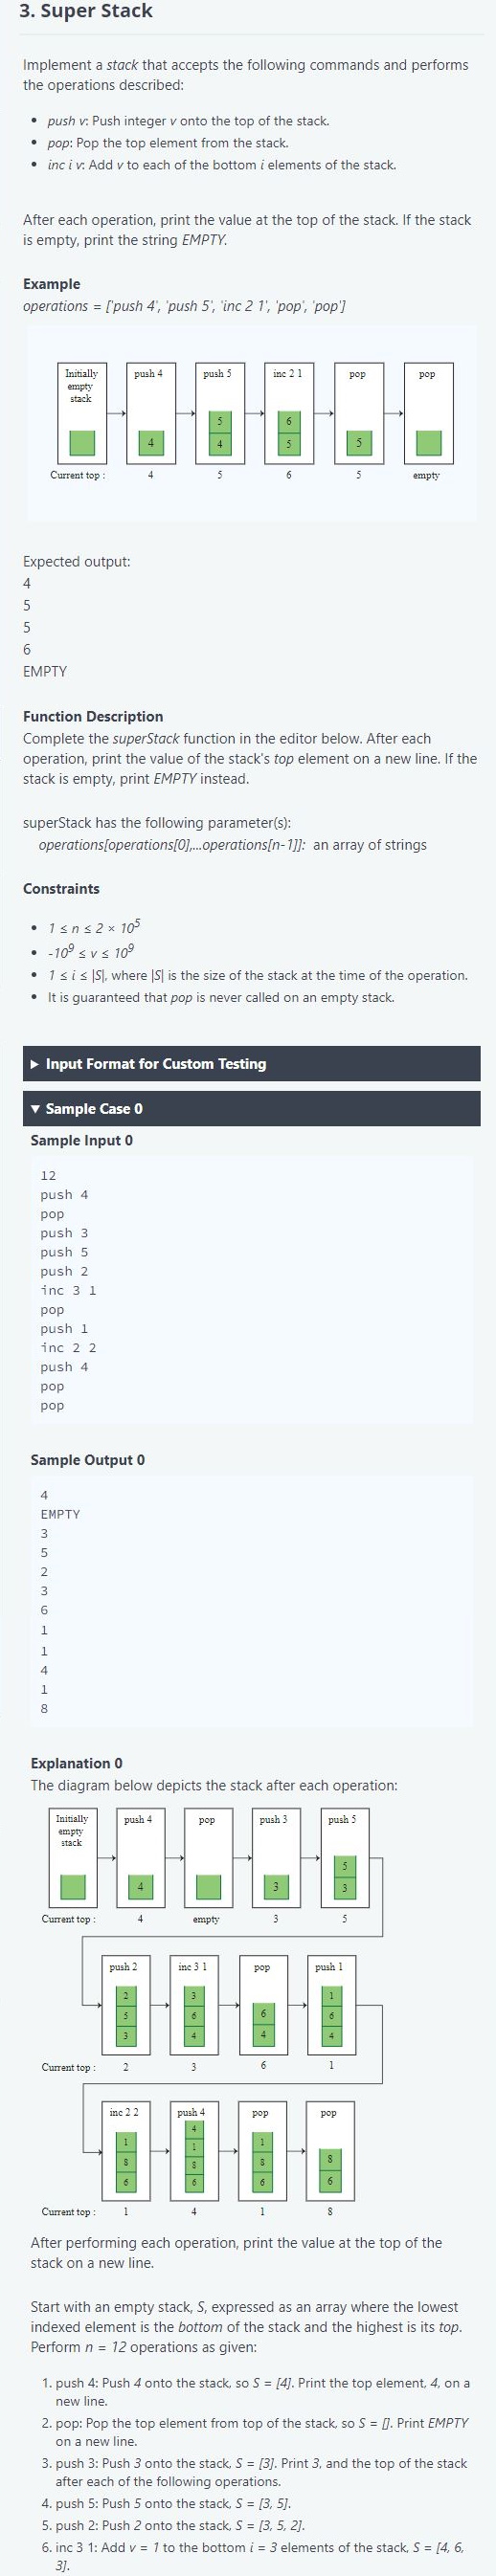 3. Super Stack
Implement a stack that accepts the following commands and performs
the operations described:
• push v: Push integer v onto the top of the stack.
• pop: Pop the top element from the stack.
• inc i v: Add v to each of the bottom i elements of the stack.
After each operation, print the value at the top of the stack. If the stack
is empty, print the string EMPTY.
Example
operations = ['push 4', 'push 5', 'inc 2 1', 'pop', 'pop']
Initially empty stack push 4 push 5 inc 2 1 pop pop
5 6
4 4 5 5
Current top : 4 5 6 5 empty
Expected output:
4
5
5
6
EMPTY
Function Description
Complete the superStack function in the editor below. After each
operation, print the value of the stack's top element on a new line. If the
stack is empty, print EMPTY instead.
superStack has the following parameter(s):
operations[operations[0],...operations[n-1]]: an array of strings
Constraints
• 1 ≤ n ≤ 2 × 10⁵
• -10⁹ ≤ v ≤ 10⁹
• 1 ≤ i ≤ |S|, where |S| is the size of the stack at the time of the operation.
• It is guaranteed that pop is never called on an empty stack.
▶ Input Format for Custom Testing
▼ Sample Case 0
Sample Input 0
12
push 4
pop
push 3
push 5
push 2
inc 3 1
pop
push 1
inc 2 2
push 4
pop
pop
Sample Output 0
4
EMPTY
3
5
2
3
6
1
1
4
1
8
Explanation 0
The diagram below depicts the stack after each operation:
Initially empty stack push 4 pop push 3 push 5
5
4 3 3
Current top : 4 empty 3 5
push 2 inc 3 1 pop push 1
2 3 1
5 6 6 6
3 4 4 4
Current top : 2 3 6 1
inc 2 2 push 4 pop pop
4
1 1 1
8 8 8 8
6 6 6 6
Current top : 1 4 1 8
After performing each operation, print the value at the top of the
stack on a new line.
Start with an empty stack, S, expressed as an array where the lowest
indexed element is the bottom of the stack and the highest is its top.
Perform n = 12 operations as given:
1. push 4: Push 4 onto the stack, so S = [4]. Print the top element, 4, on a
new line.
2. pop: Pop the top element from top of the stack, so S = []. Print EMPTY
on a new line.
3. push 3: Push 3 onto the stack, S = [3]. Print 3, and the top of the stack
after each of the following operations.
4. push 5: Push 5 onto the stack, S = [3, 5].
5. push 2: Push 2 onto the stack, S = [3, 5, 2].
6. inc 3 1: Add v = 1 to the bottom i = 3 elements of the stack, S = [4, 6,
3].